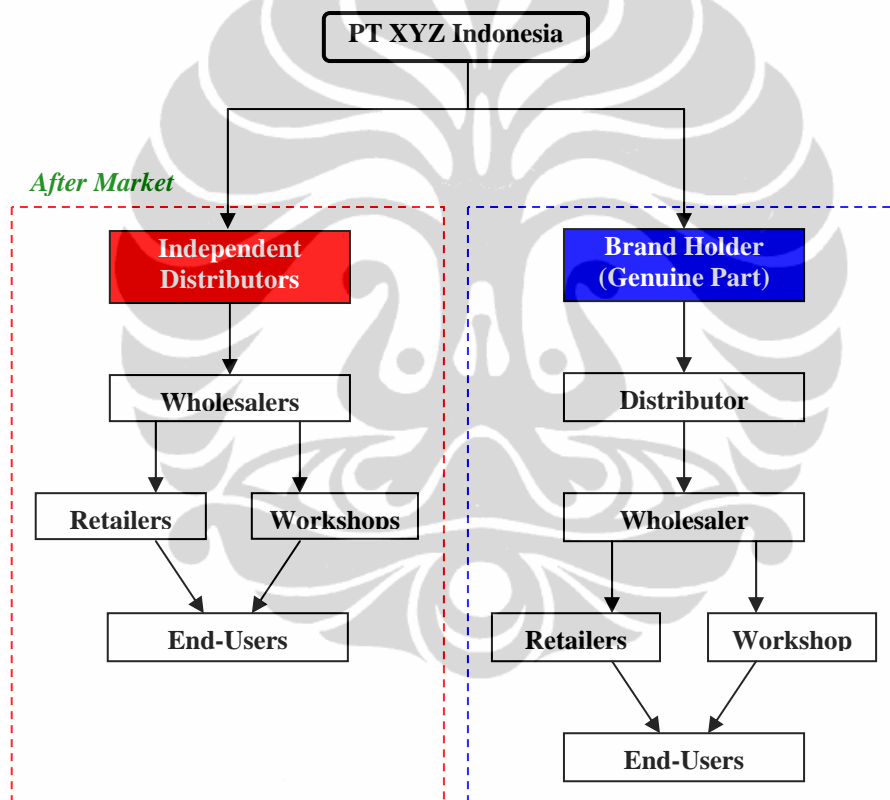 PT XYZ Indonesia
After Market
Independent
Distributors
Brand Holder
(Genuine Part)
Wholesalers
Distributor
Retailers
Workshops
Wholesaler
End-Users
Retailers
Workshop
End-Users